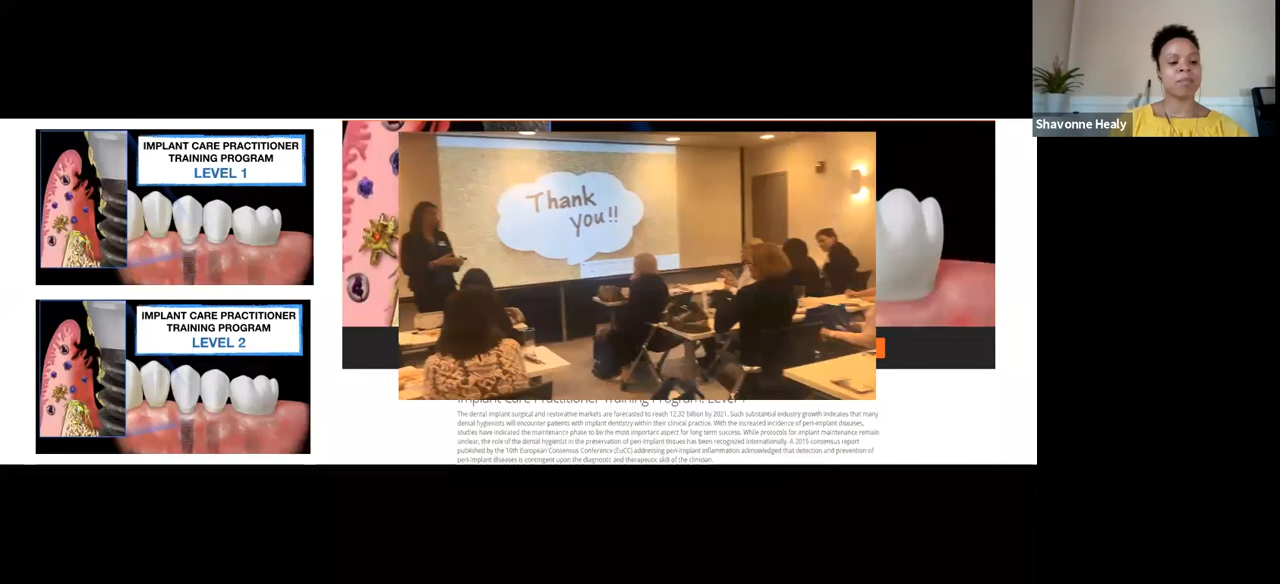 IMPLANT CARE PRACTITIONER
TRAINING PROGRAM
LEVEL 1
IMPLANT CARE PRACTITIONER
TRAINING PROGRAM
LEVEL 2
Thank
you!!
Shavonne Healy
Implant Care Practitioner Training Program: Level
The dental implant surgical and restorative markets are forecasted to reach 12.32 billion by 2021. Such substantial industry growth indicates that many
dental hygienists will encounter patients with implant dentistry within their clinical practice. With the increased incidence of peri-implant diseases,
studies have indicated the maintenance phase to be the most important aspect for long term success. While protocols for implant maintenance remain
unclear, the role of the dental hygienist in the preservation of peri-implant tissues has been recognized internationally. A 2015 consensus report
published by the 10th European Consensus Conference (EuCC) addressing peri-implant inflammation acknowledged that detection and prevention of
peri-implant diseases is contingent upon the diagnostic and therapeutic skill of the clinician.